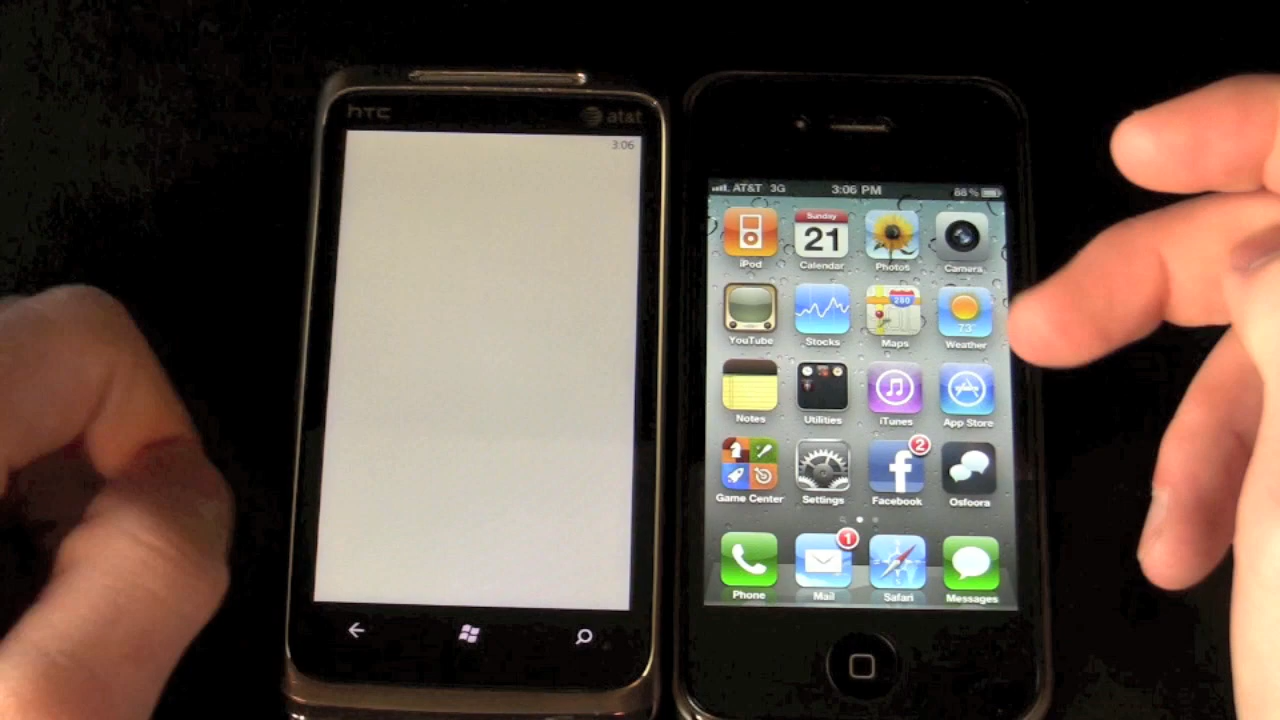 hTC
at&t
3:06
AT&T 3G
3:06 PM
88%
Sunday
21
280
73°
iPod
Calendar
Photos
Camera
YouTube
Stocks
Maps
Weather
Notes
Utilities
iTunes
App Store
2
f
Game Center
Settings
Facebook
Osfoora
1
Phone
Mail
Safari
Messages